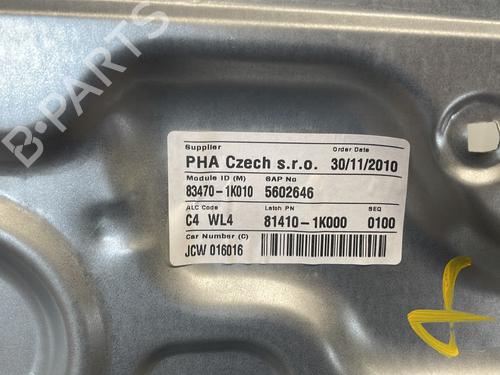 B-PARTS
Supplier Order Date
PHA Czech s.r.o. 30/11/2010
Module ID (M) SAP No
83470-1K010 5602646
ALC Code Latch PN SEQ
C4 WL4 81410-1K000 0100
Car Number (C)
JCW 016016